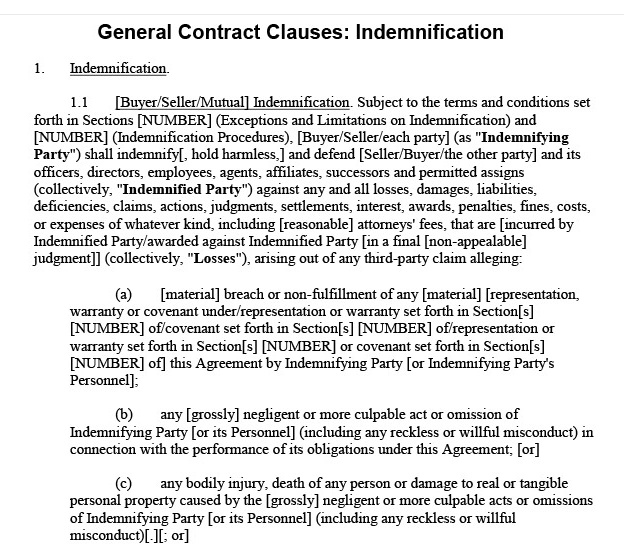 General Contract Clauses: Indemnification
1. Indemnification.
1.1 [Buyer/Seller/Mutual] Indemnification. Subject to the terms and conditions set
forth in Sections [NUMBER] (Exceptions and Limitations on Indemnification) and
[NUMBER] (Indemnification Procedures), [Buyer/Seller/each party] (as "Indemnifying
Party") shall indemnify[, hold harmless,] and defend [Seller/Buyer/the other party] and its
officers, directors, employees, agents, affiliates, successors and permitted assigns
(collectively, "Indemnified Party") against any and all losses, damages, liabilities,
deficiencies, claims, actions, judgments, settlements, interest, awards, penalties, fines, costs,
or expenses of whatever kind, including [reasonable] attorneys' fees, that are [incurred by
Indemnified Party/awarded against Indemnified Party [in a final [non-appealable]
judgment]] (collectively, "Losses"), arising out of any third-party claim alleging:
(a) [material] breach or non-fulfillment of any [material] [representation,
warranty or covenant under/representation or warranty set forth in Section[s]
[NUMBER] of/covenant set forth in Section[s] [NUMBER] of/representation or
warranty set forth in Section[s] [NUMBER] or covenant set forth in Section[s]
[NUMBER] of] this Agreement by Indemnifying Party [or Indemnifying Party's
Personnel];
(b) any [grossly] negligent or more culpable act or omission of
Indemnifying Party [or its Personnel] (including any reckless or willful misconduct) in
connection with the performance of its obligations under this Agreement; [or]
(c) any bodily injury, death of any person or damage to real or tangible
personal property caused by the [grossly] negligent or more culpable acts or omissions
of Indemnifying Party [or its Personnel] (including any reckless or willful
misconduct)[.][; or]